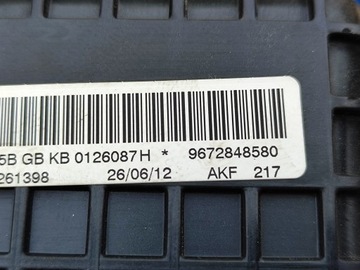 5B GB KB 0126087H * 9672848580
261398 26/06/12 AKF 217